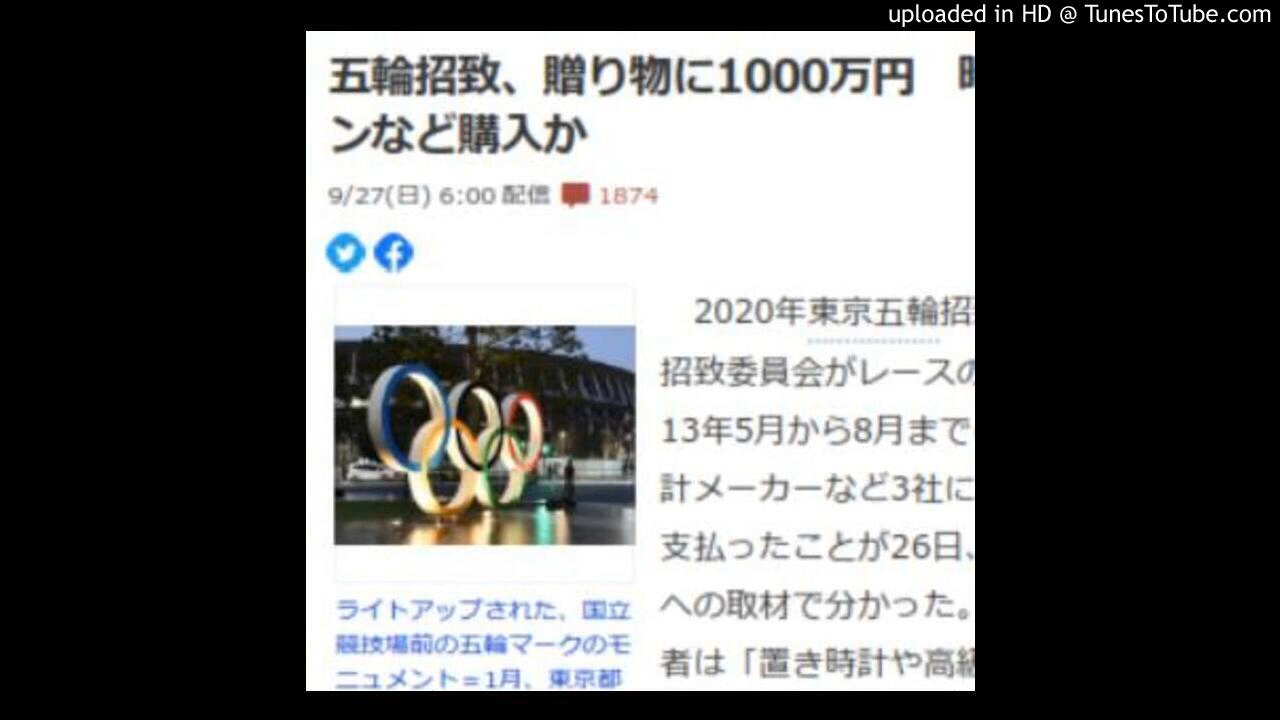 uploaded in HD @ TunesToTube.com
五輪招致、贈り物に1000万円
ンなど購入か
9/27(日) 6:00 配信 1874
2020年東京五輪招
招致委員会がレースの
13年5月から8月まで
計メーカーなど3社に
支払ったことが26日、
への取材で分かった。
者は「置き時計や高級
ライトアップされた、国立
競技場前の五輪マークのモ
ニュメント＝1月、東京都